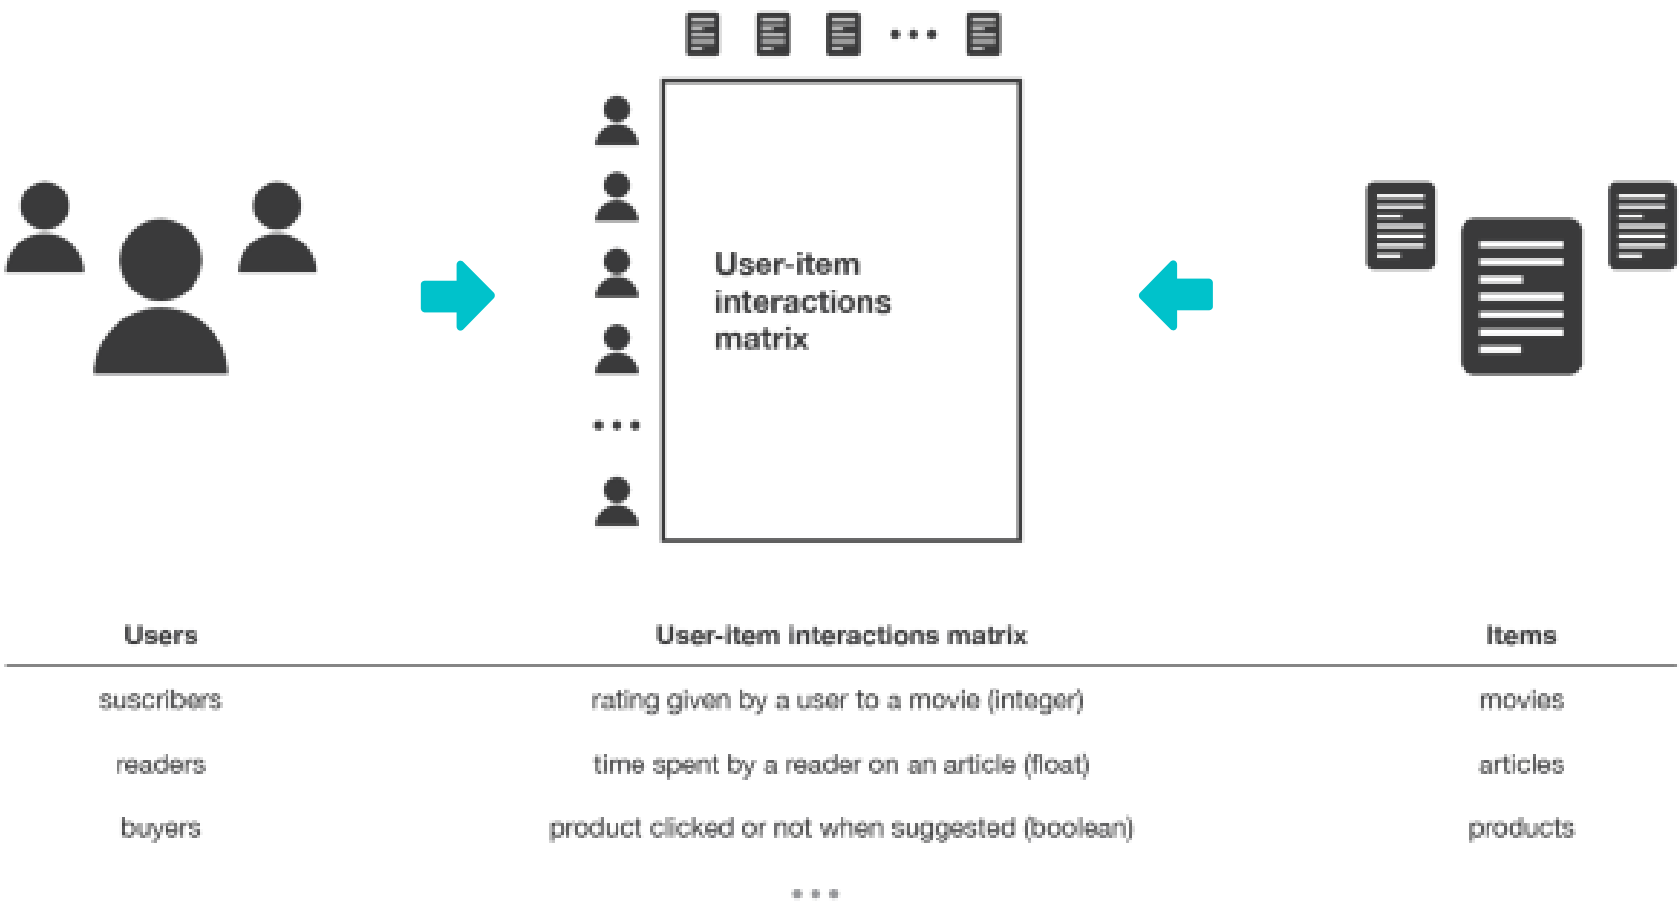 User-item
interactions
matrix
Users User-item interactions matrix Items
suscribers rating given by a user to a movie (integer) movies
readers time spent by a reader on an article (float) articles
buyers product clicked or not when suggested (boolean) products